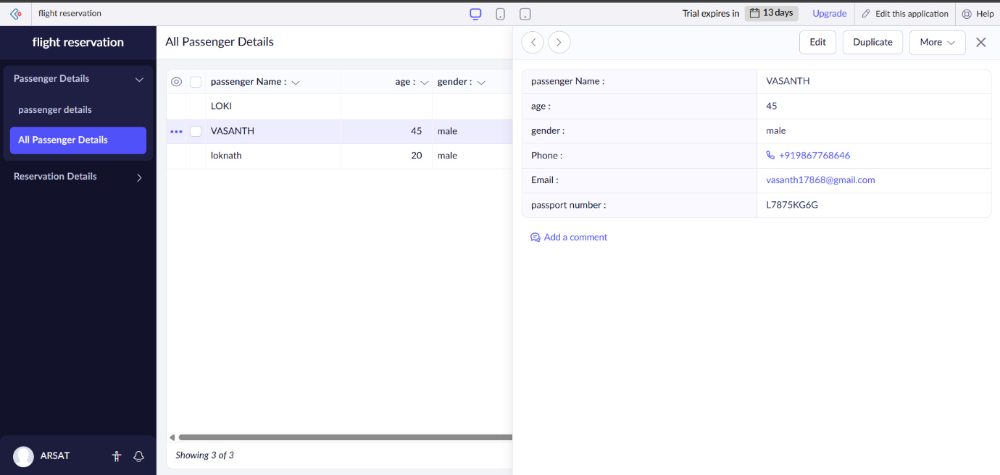 flight reservation
Trial expires in 13 days Upgrade Edit this application Help
flight reservation
Passenger Details
passenger details
All Passenger Details
Reservation Details
ARSAT
All Passenger Details
passenger Name : age : gender :
LOKI
VASANTH 45 male
loknath 20 male
Showing 3 of 3
Edit Duplicate More
passenger Name : VASANTH
age : 45
gender : male
Phone : +919867768646
Email : vasanth17868@gmail.com
passport number : L7875KG6G
Add a comment